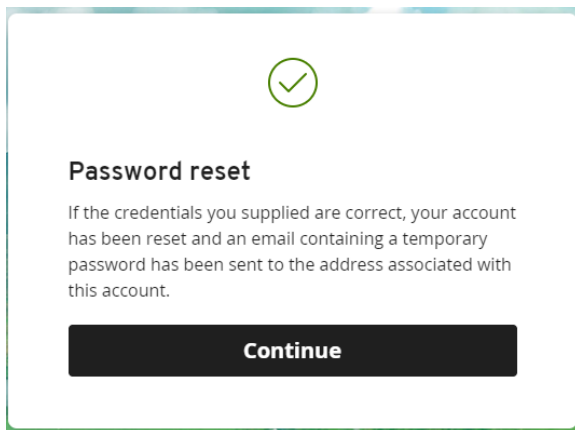 Password reset
If the credentials you supplied are correct, your account
has been reset and an email containing a temporary
password has been sent to the address associated with
this account.
Continue